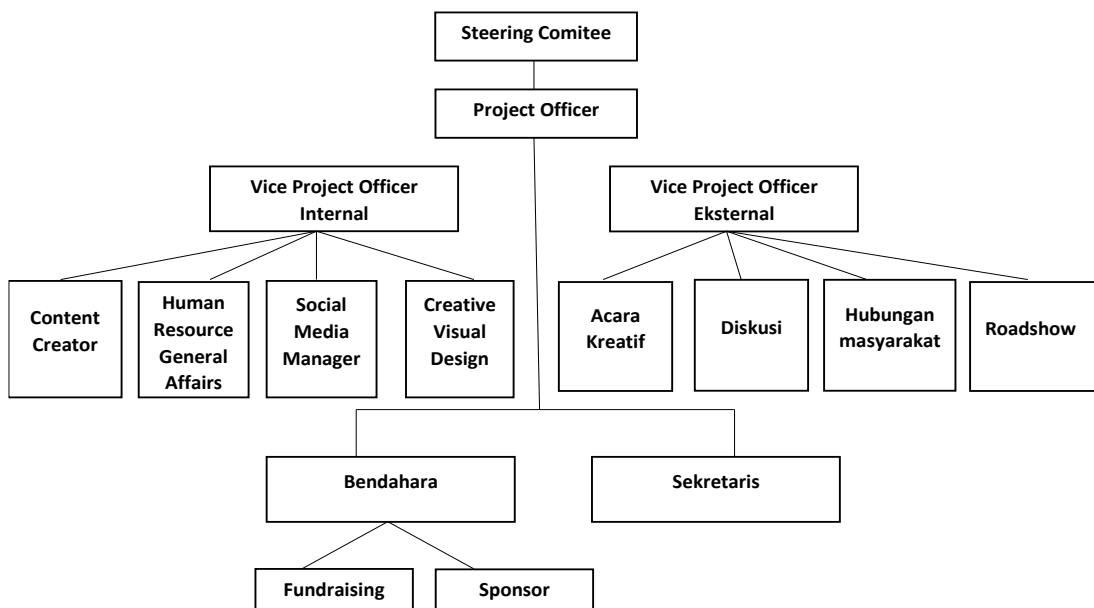 Steering Comitee
Project Officer
Vice Project Officer
Internal
Vice Project Officer
Eksternal
Content
Creator
Human
Resource
General
Affairs
Social
Media
Manager
Creative
Visual
Design
Acara
Kreatif
Diskusi
Hubungan
masyarakat
Roadshow
Bendahara
Sekretaris
Fundraising
Sponsor